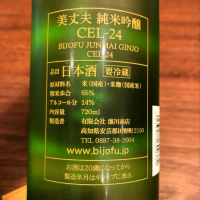 美丈夫 純米吟醸
CEL-24
BIJOFU JUNMAI GINJO
CEL-24
品目 日本酒 要冷蔵
原材料名 米(国産)・米麹(国産米)
精米歩合 55%
アルコール分 14%
内容量 720ml
製造者 有限会社 濵川商店
高知県安芸郡田野町2150
TEL 0887-38-2004
www.bijofu.jp
お酒は20歳になってから
製造年月はキャップに表示